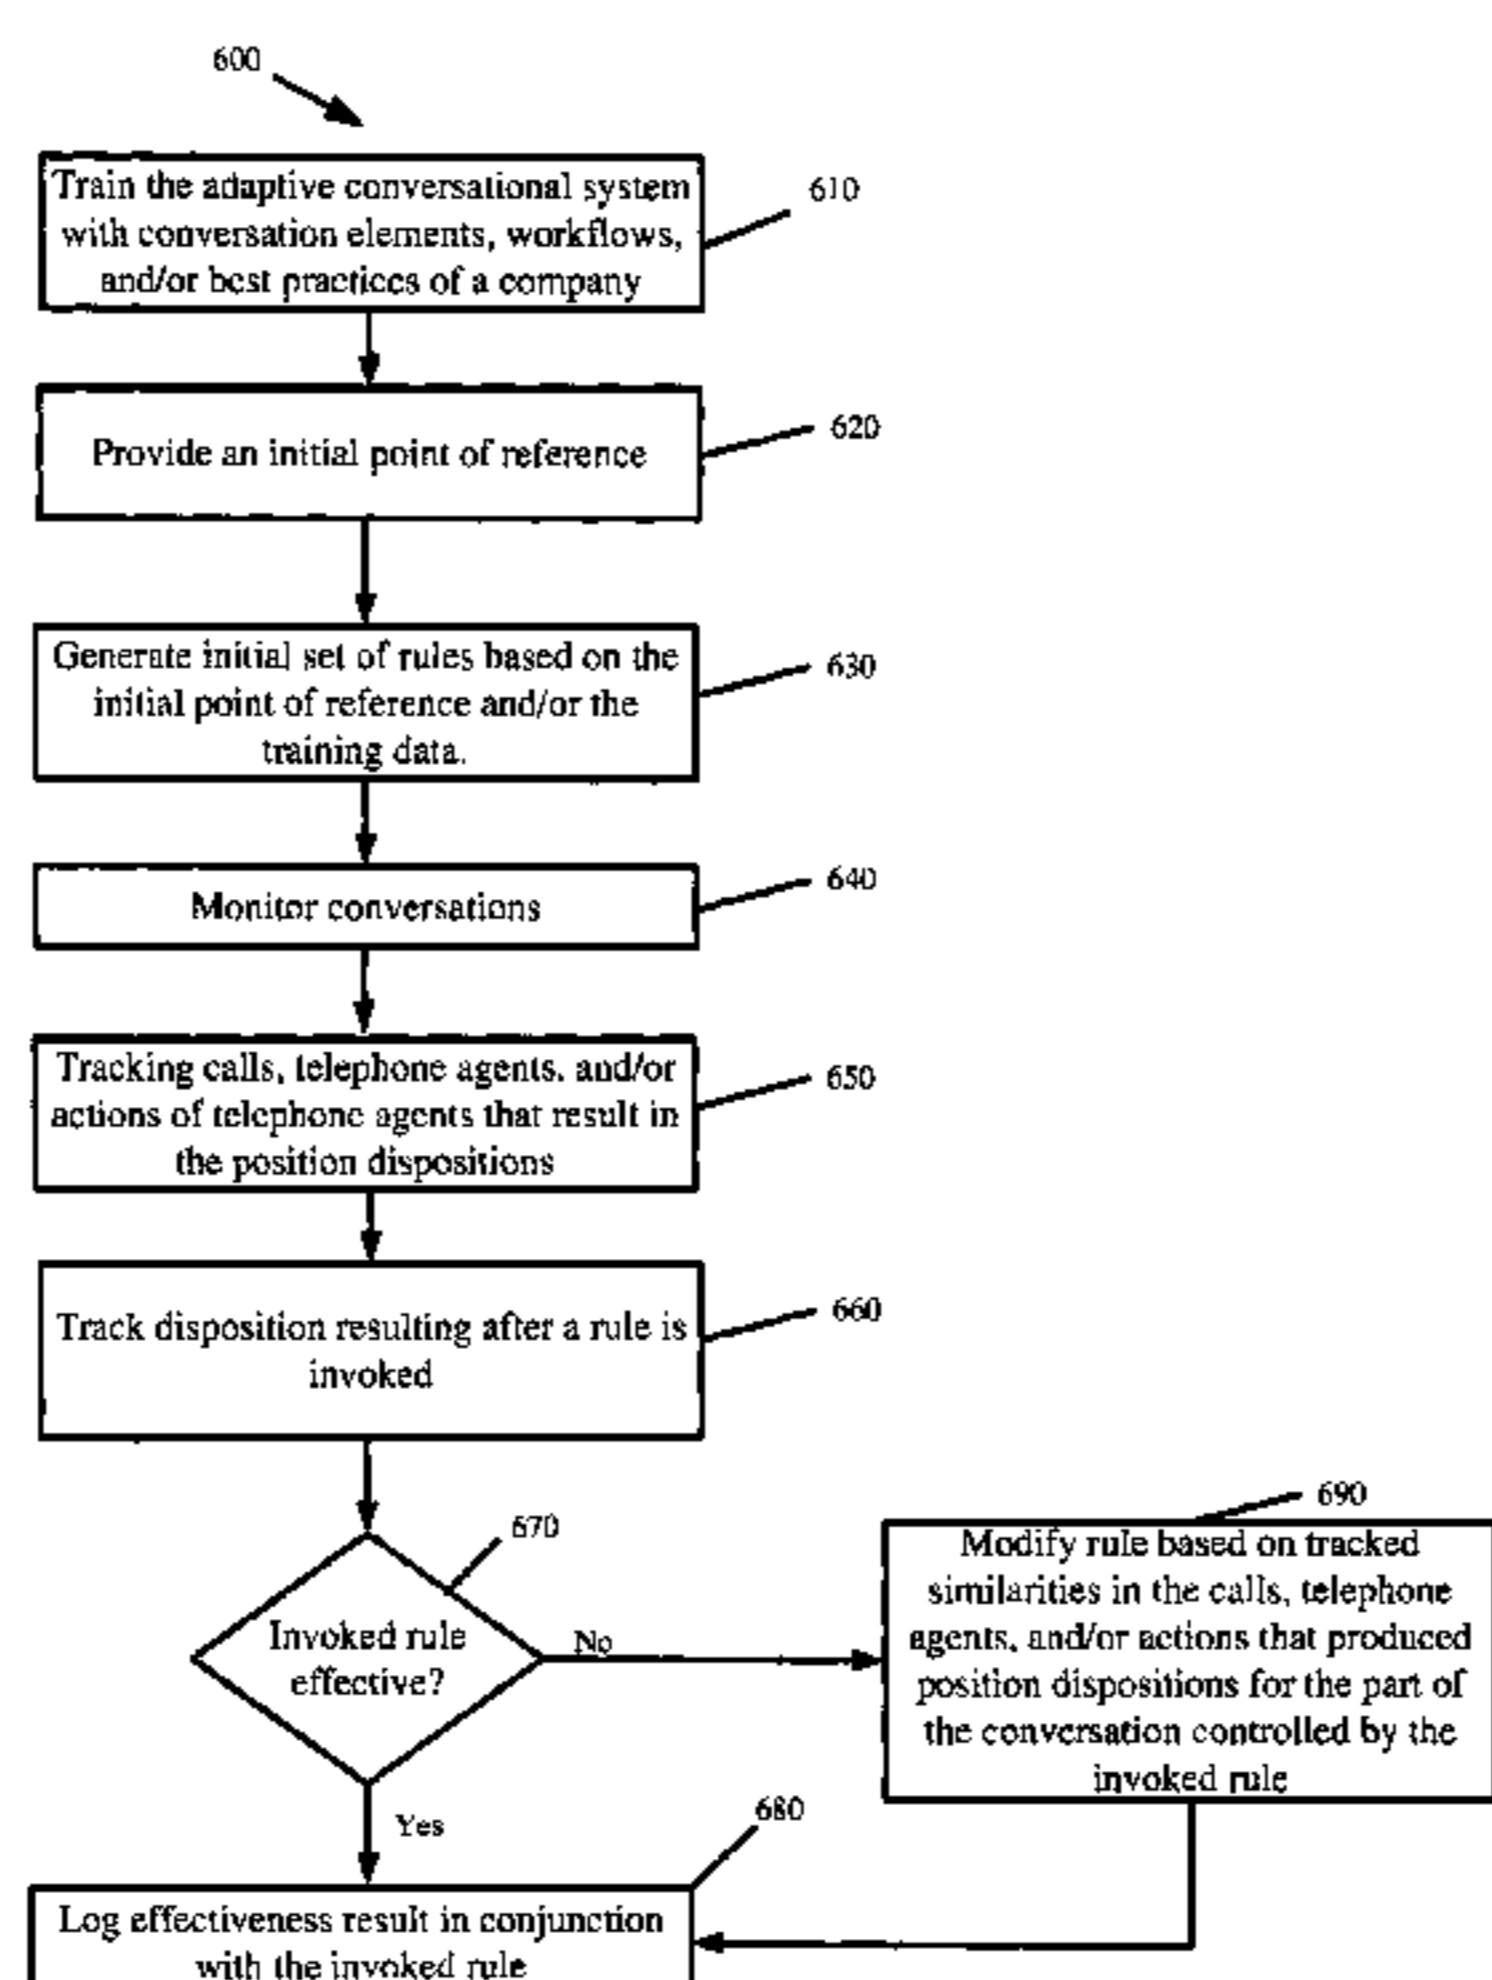 600
Train the adaptive conversational system
with conversation elements, workflows,
and/or best practices of a company
610
Provide an initial point of reference
620
Generate initial set of rules based on the
initial point of reference and/or the
training data.
630
Monitor conversations
640
Tracking calls, telephone agents, and/or
actions of telephone agents that result in
the position dispositions
650
Track disposition resulting after a rule is
invoked
660
670
Invoked rule
effective?
No
690
Modify rule based on tracked
similarities in the calls, telephone
agents, and/or actions that produced
position dispositions for the part of
the conversation controlled by the
invoked rule
Yes
680
Log effectiveness result in conjunction
with the invoked rule